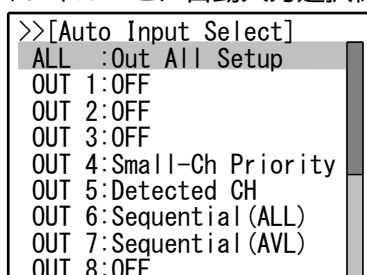 >>[Auto Input Select]
ALL :Out All Setup
OUT 1:OFF
OUT 2:OFF
OUT 3:OFF
OUT 4:Small-Ch Priority
OUT 5:Detected CH
OUT 6:Sequential(ALL)
OUT 7:Sequential(AVL)
OUT 8:OFF